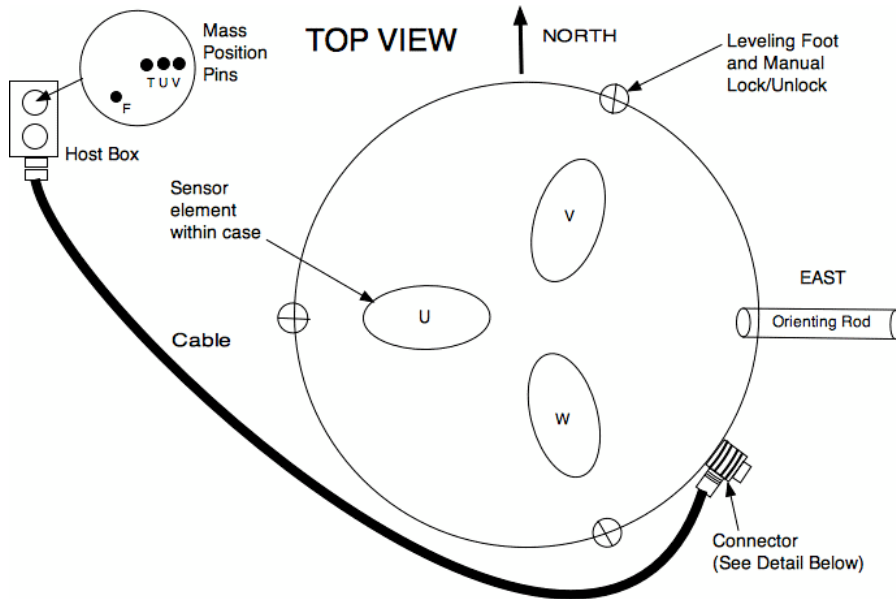 TOP VIEW
NORTH
Mass
Position
Pins
T U V
F
Host Box
Leveling Foot
and Manual
Lock/Unlock
Sensor
element
within case
V
EAST
U
Orienting Rod
Cable
W
Connector
(See Detail Below)